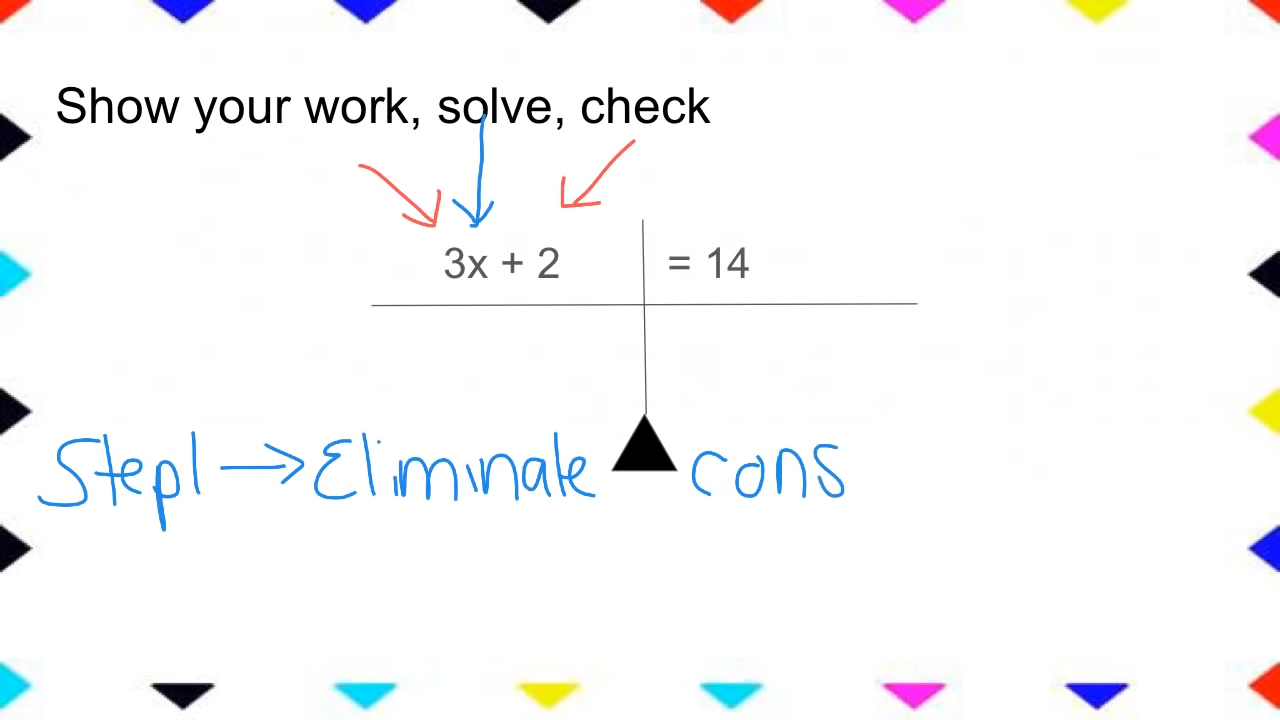 Show your work, solve, check
3x + 2 = 14
Step1 → Eliminate cons